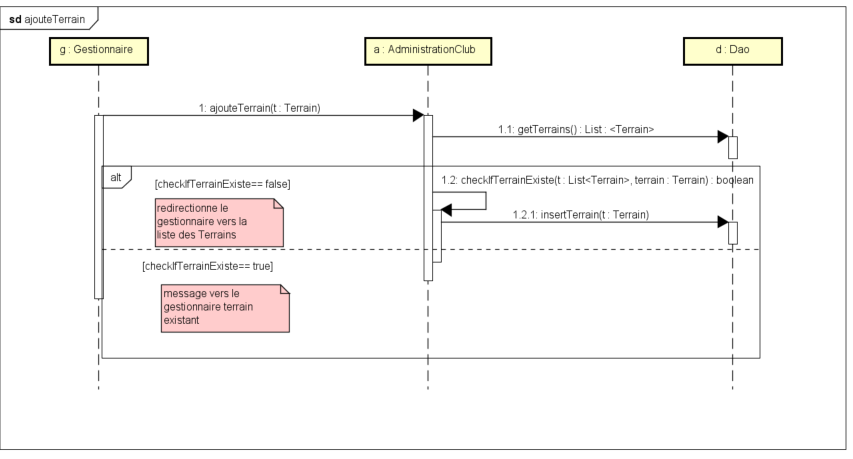 sd ajouteTerrain
g : Gestionnaire
a : AdministrationClub
d : Dao
1: ajouteTerrain(t : Terrain)
1.1: getTerrains() : List : <Terrain>
alt
[checkIfTerrainExiste== false]
1.2: checkIfTerrainExiste(t : List<Terrain>, terrain : Terrain) : boolean
redirectionne le
gestionnaire vers la
liste des Terrains
1.2.1: insertTerrain(t : Terrain)
[checkIfTerrainExiste== true]
message vers le
gestionnaire terrain
existant